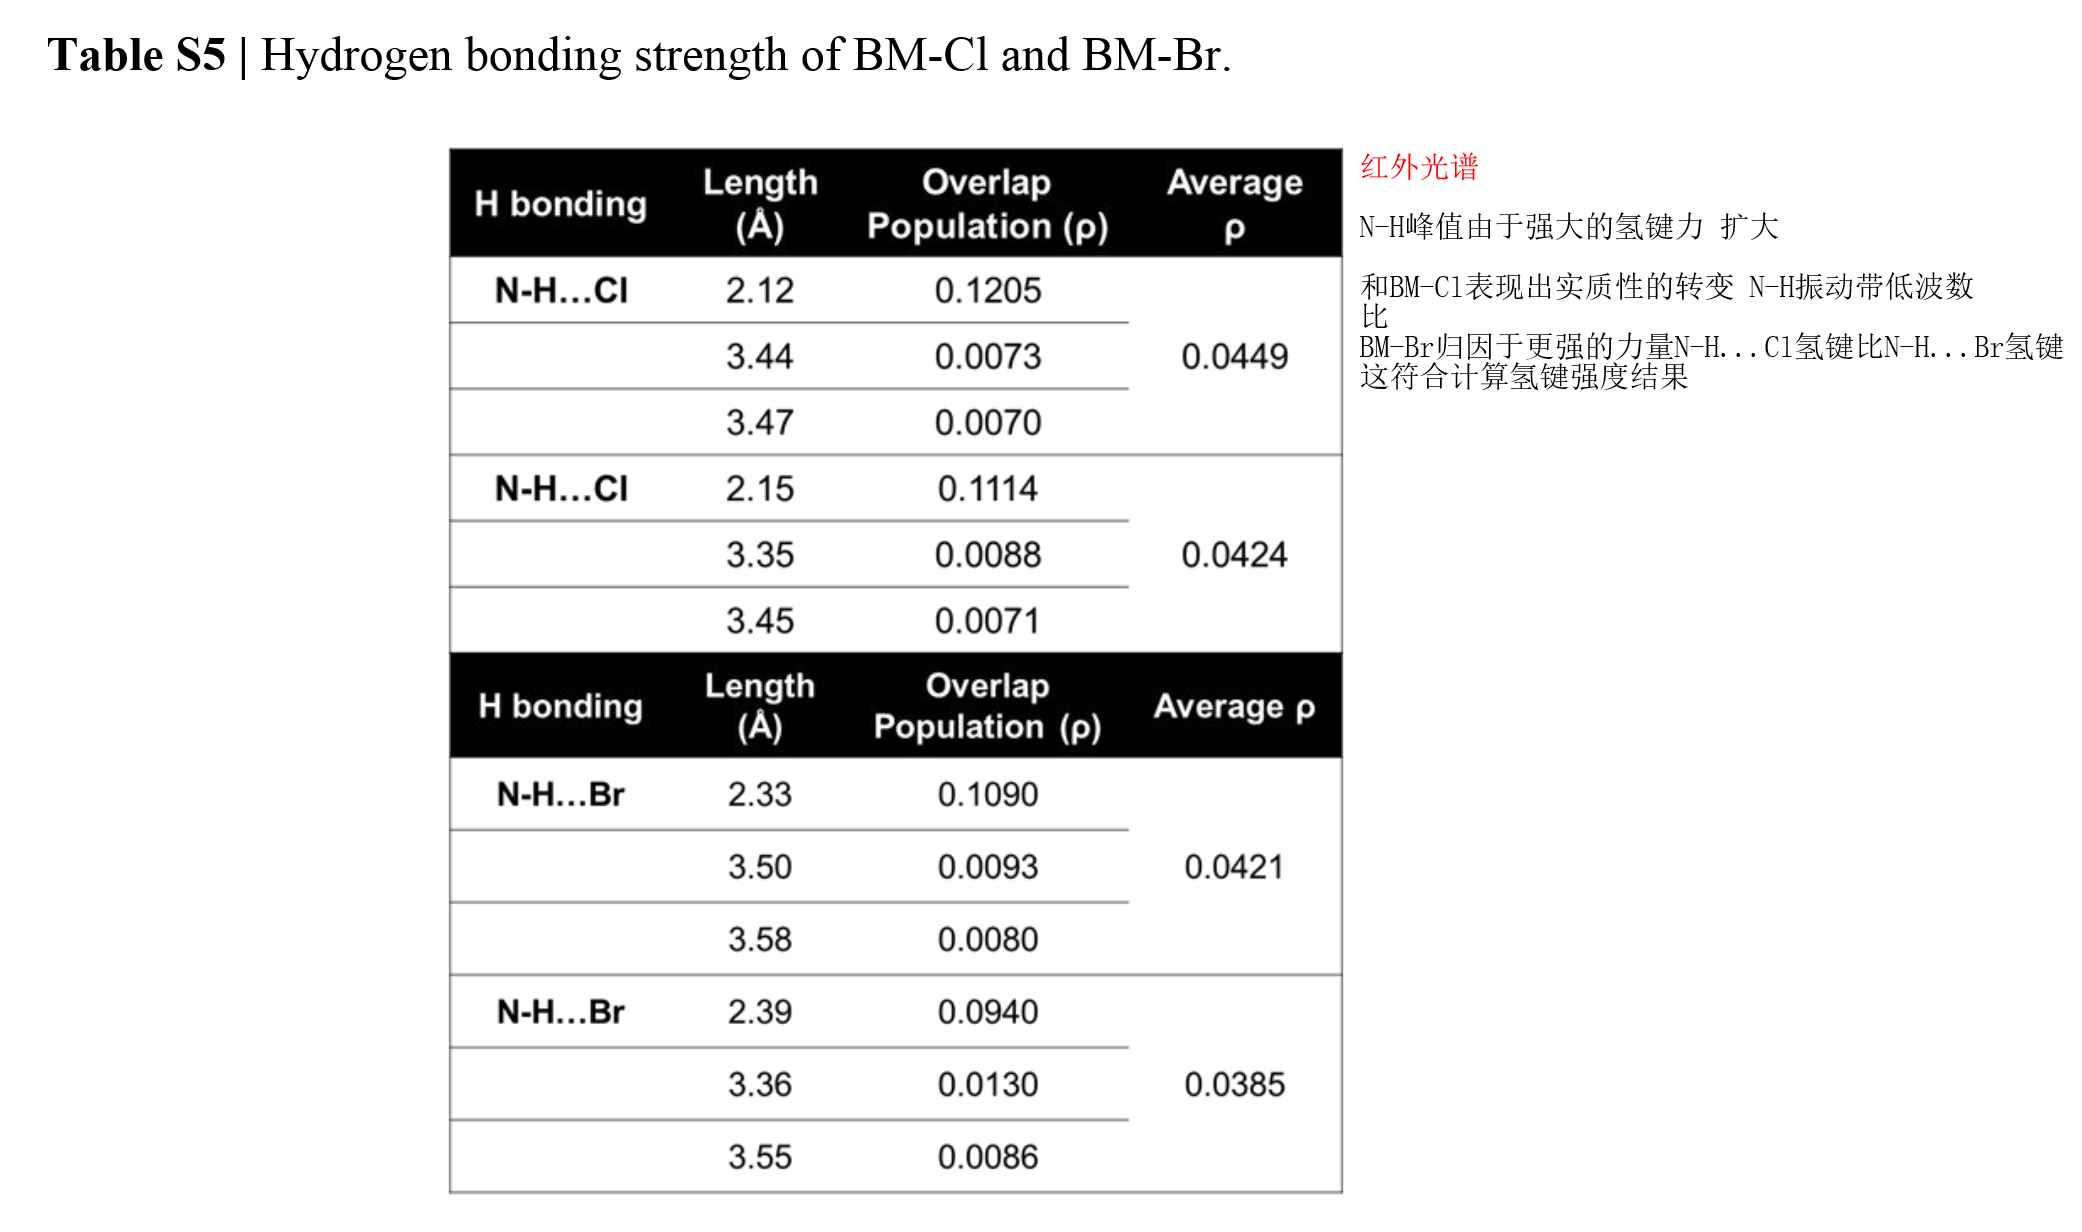 Table S5 | Hydrogen bonding strength of BM-Cl and BM-Br.
H bonding Length (Å) Overlap Population (ρ) Average ρ
N-H...Cl 2.12 0.1205
3.44 0.0073 0.0449
3.47 0.0070
N-H...Cl 2.15 0.1114
3.35 0.0088 0.0424
3.45 0.0071
H bonding Length (Å) Overlap Population (ρ) Average ρ
N-H...Br 2.33 0.1090
3.50 0.0093 0.0421
3.58 0.0080
N-H...Br 2.39 0.0940
3.36 0.0130 0.0385
3.55 0.0086
红外光谱
N-H峰值由于强大的氢键力 扩大
和BM-Cl表现出实质性的转变 N-H振动带低波数
比
BM-Br归因于更强的力量N-H...Cl氢键比N-H...Br氢键
这符合计算氢键强度结果